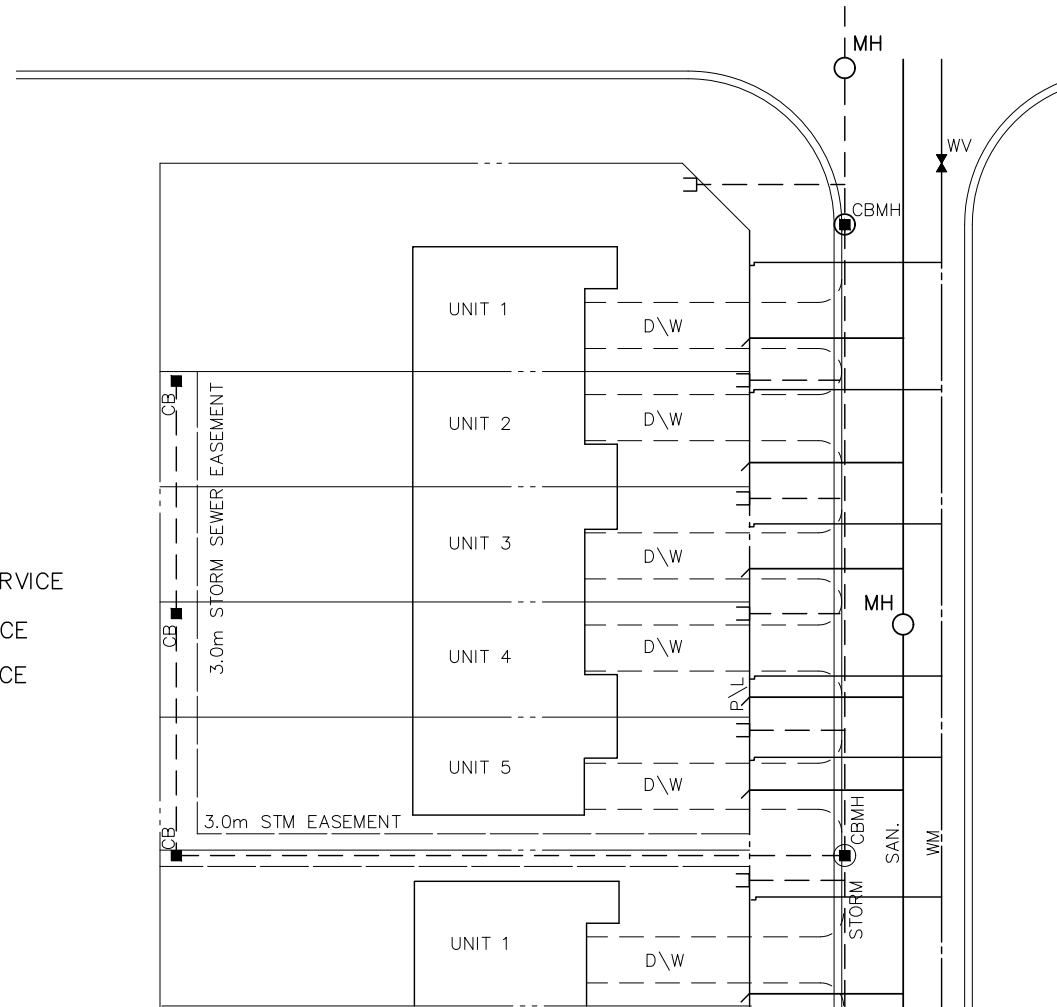 MH
WV
CBMH
UNIT 1
D\W
CB
3.0m STORM SEWER EASEMENT
UNIT 2
D\W
UNIT 3
D\W
RVICE
MH
CE
CB
UNIT 4
D\W
CE
P\L
UNIT 5
D\W
3.0m STM EASEMENT
CB
CBMH
SAN.
WM
STORM
UNIT 1
D\W